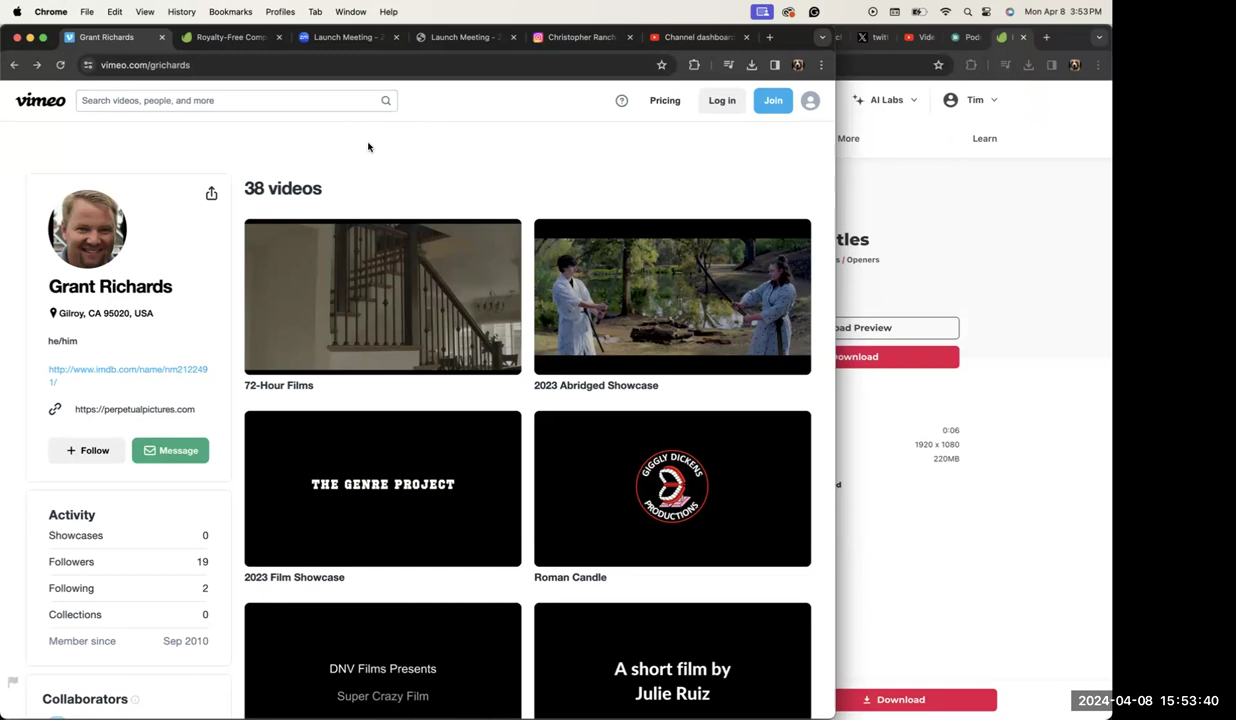 Chrome File Edit View History Bookmarks Profiles Tab Window Help Mon Apr 8 3:53 PM
Grant Richards Royalty-Free Comp Launch Meeting - Launch Meeting - Christopher Ranch Channel dashboard twitt Vide Pod
vimeo.com/grichards
vimeo Search videos, people, and more Pricing Log in Join AI Labs Tim
More Learn
38 videos
tles
s / Openers
Grant Richards
Gilroy, CA 95020, USA
he/him
http://www.imdb.com/name/nm212249
1/
https://perpetualpictures.com
+ Follow Message
oad Preview
ownload
72-Hour Films 2023 Abridged Showcase
0:06
1920 x 1080
220MB
d
THE GENRE PROJECT
GIGGLY DICKENS
PRODUCTIONS
2023 Film Showcase Roman Candle
Activity
Showcases 0
Followers 19
Following 2
Collections 0
Member since Sep 2010
DNV Films Presents
Super Crazy Film
A short film by
Julie Ruiz
Collaborators
Download
2024-04-08 15:53:40